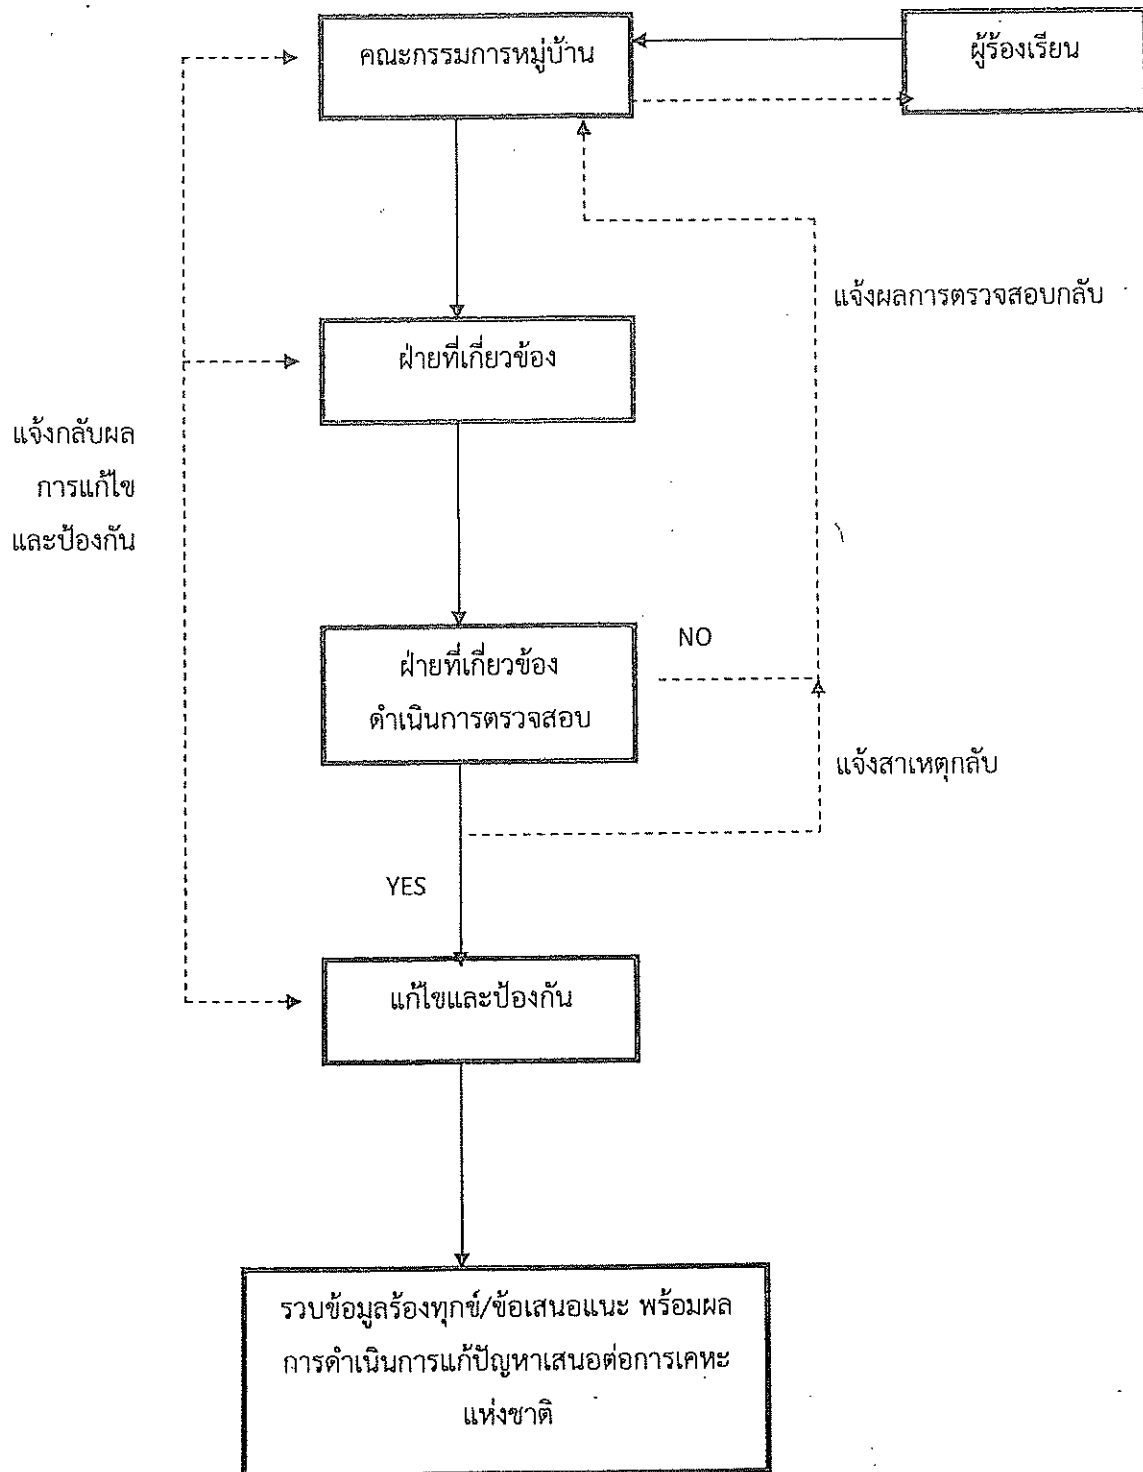 คณะกรรมการหมู่บ้าน
ผู้ร้องเรียน
แจ้งผลการตรวจสอบกลับ
ฝ่ายที่เกี่ยวข้อง
แจ้งกลับผล
การแก้ไข
และป้องกัน
ฝ่ายที่เกี่ยวข้อง
ดำเนินการตรวจสอบ
NO
แจ้งสาเหตุกลับ
YES
แก้ไขและป้องกัน
รวบข้อมูลร้องทุกข์/ข้อเสนอแนะ พร้อมผล
การดำเนินการแก้ปัญหาเสนอต่อการเคหะ
แห่งชาติ